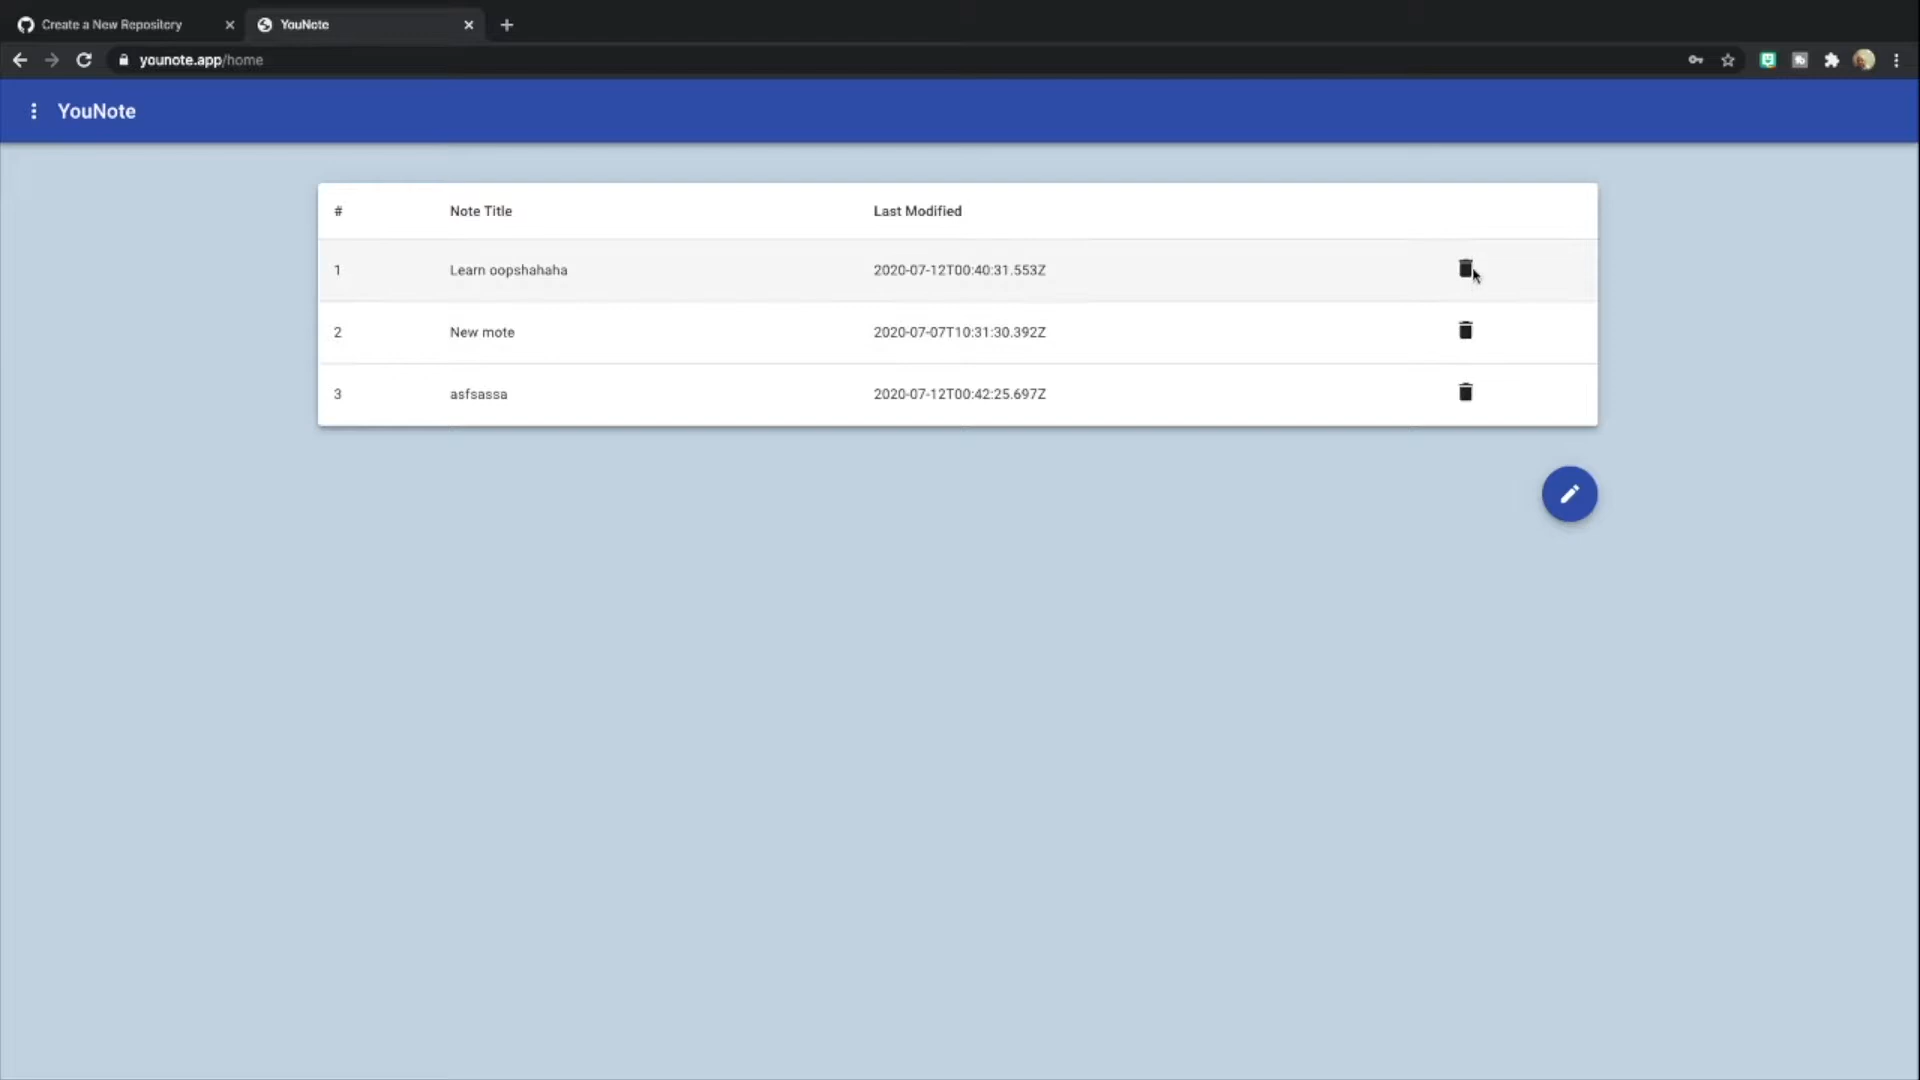 Create a New Repository
YouNote
younote.app/home
YouNote
# Note Title Last Modified
1 Learn oopshahaha 2020-07-12T00:40:31.553Z
2 New mote 2020-07-07T10:31:30.392Z
3 asfsassa 2020-07-12T00:42:25.697Z